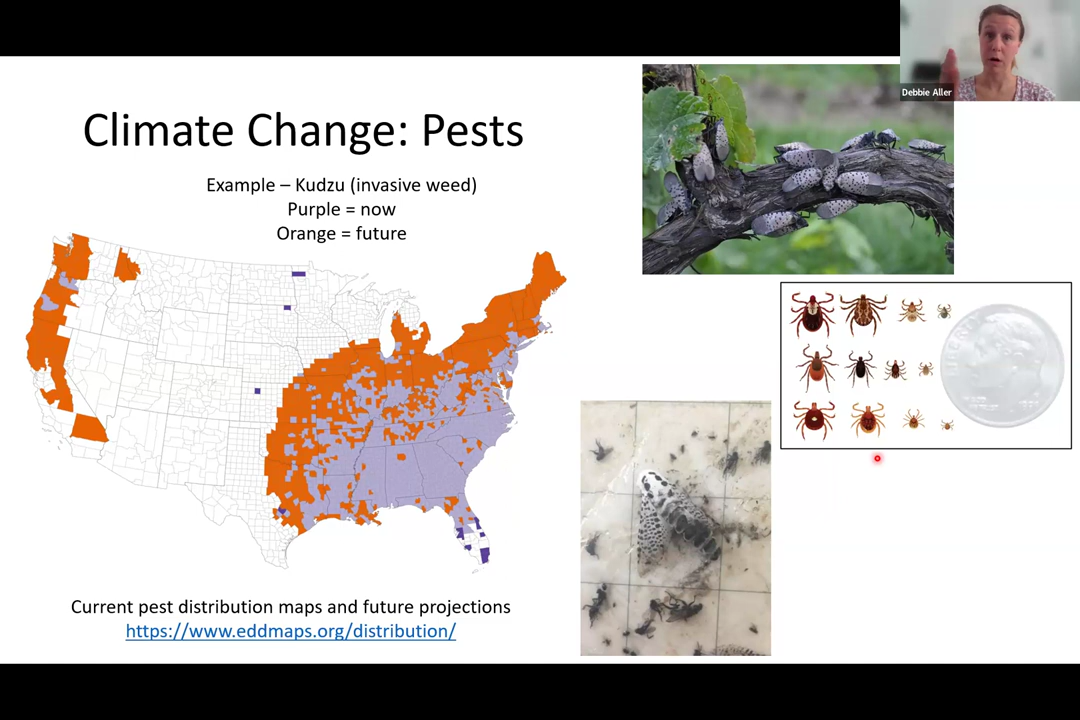 Debbie Aller
Climate Change: Pests
Example – Kudzu (invasive weed)
Purple = now
Orange = future
Current pest distribution maps and future projections
https://www.eddmaps.org/distribution/